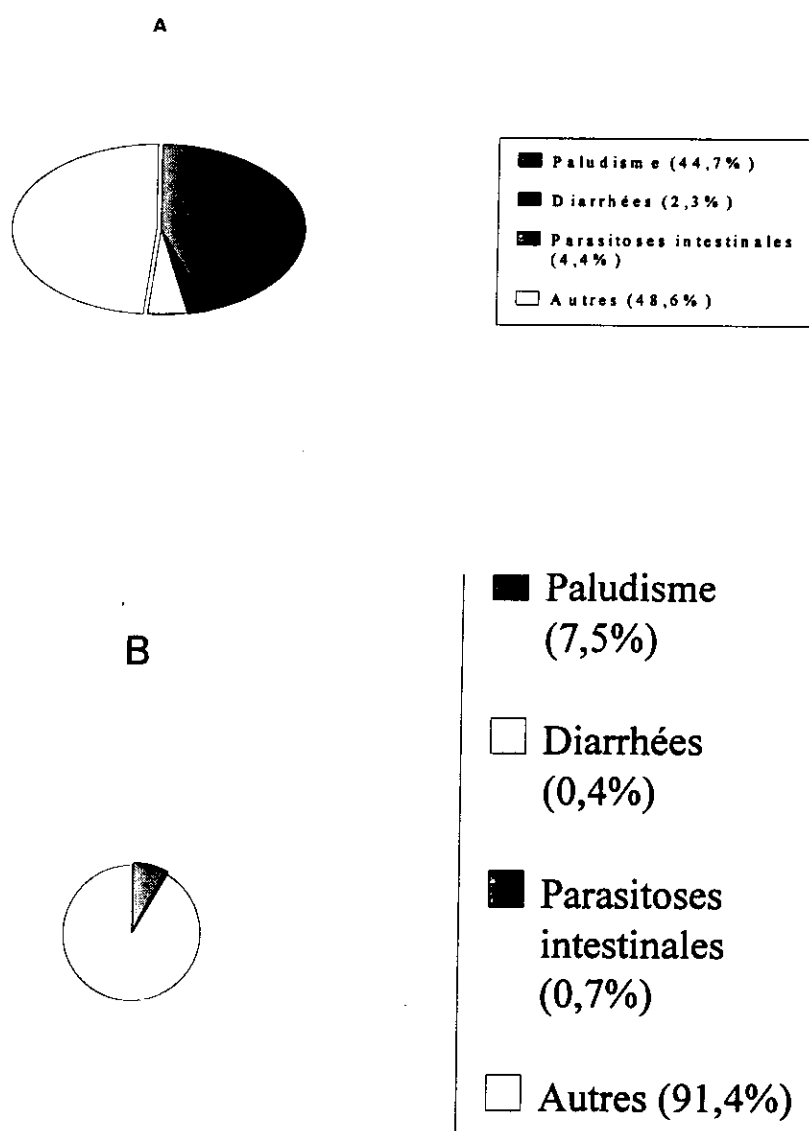 A
Paludisme (44,7%)
Diarrhées (2,3%)
Parasitoses intestinales
(4,4%)
Autres (48,6%)
B
Paludisme
(7,5%)
Diarrhées
(0,4%)
Parasitoses
intestinales
(0,7%)
Autres (91,4%)